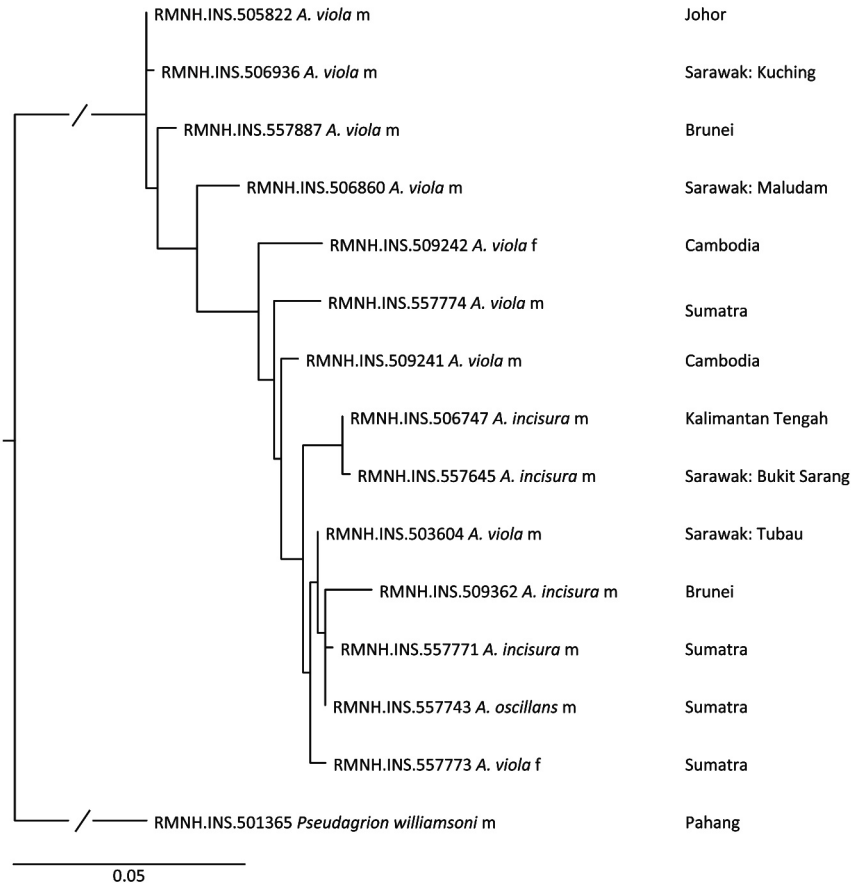 RMNH.INS.505822 A. viola m Johor
RMNH.INS.506936 A. viola m Sarawak: Kuching
RMNH.INS.557887 A. viola m Brunei
RMNH.INS.506860 A. viola m Sarawak: Maludam
RMNH.INS.509242 A. viola f Cambodia
RMNH.INS.557774 A. viola m Sumatra
RMNH.INS.509241 A. viola m Cambodia
RMNH.INS.506747 A. incisura m Kalimantan Tengah
RMNH.INS.557645 A. incisura m Sarawak: Bukit Sarang
RMNH.INS.503604 A. viola m Sarawak: Tubau
RMNH.INS.509362 A. incisura m Brunei
RMNH.INS.557771 A. incisura m Sumatra
RMNH.INS.557743 A. oscillans m Sumatra
RMNH.INS.557773 A. viola f Sumatra
RMNH.INS.501365 Pseudagrion williamsoni m Pahang
0.05